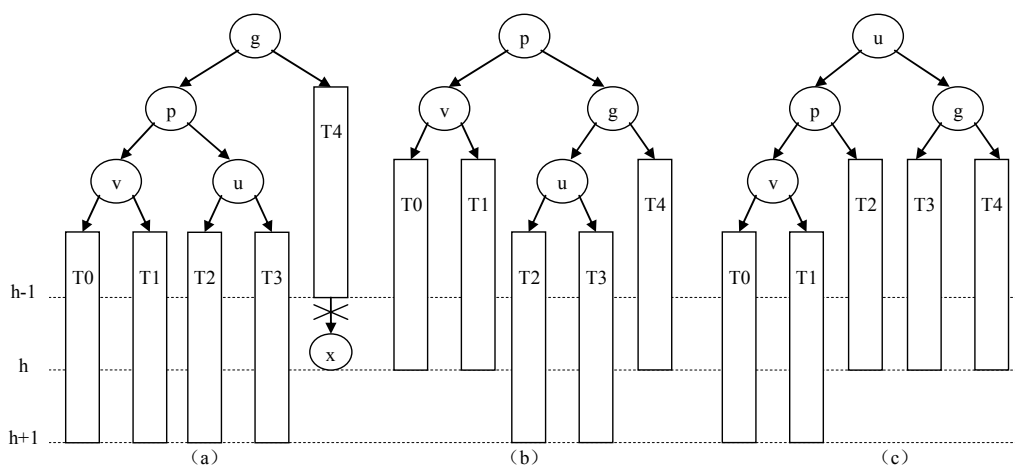 g
p
u
p
v
g
p
g
T4
v
u
u
v
T0
T1
T4
T2
T3
T4
T0
T1
T2
T3
T2
T3
T0
T1
h-1
x
h
h+1
（a）
（b）
（c）